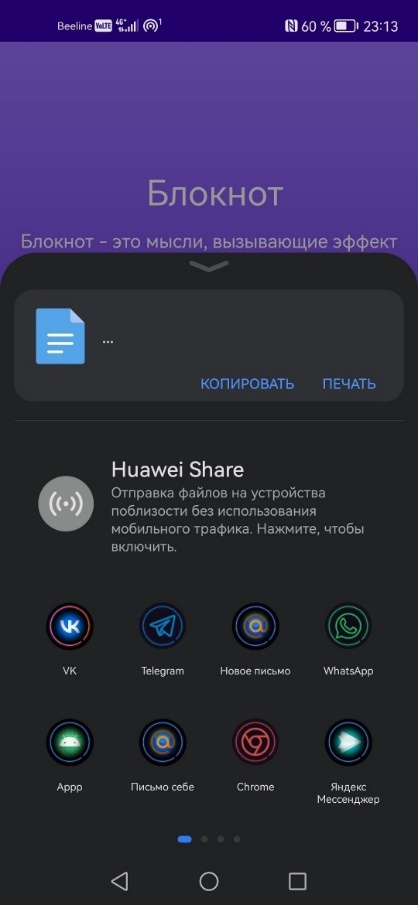 Beeline VoLTE 4G+ 1 60 % 23:13
Блокнот
Блокнот - это мысли, вызывающие эффект
...
КОПИРОВАТЬ ПЕЧАТЬ
Huawei Share
Отправка файлов на устройства
поблизости без использования
мобильного трафика. Нажмите, чтобы
включить.
VK Telegram Новое письмо WhatsApp
Appp Письмо себе Chrome Яндекс
Мессенджер